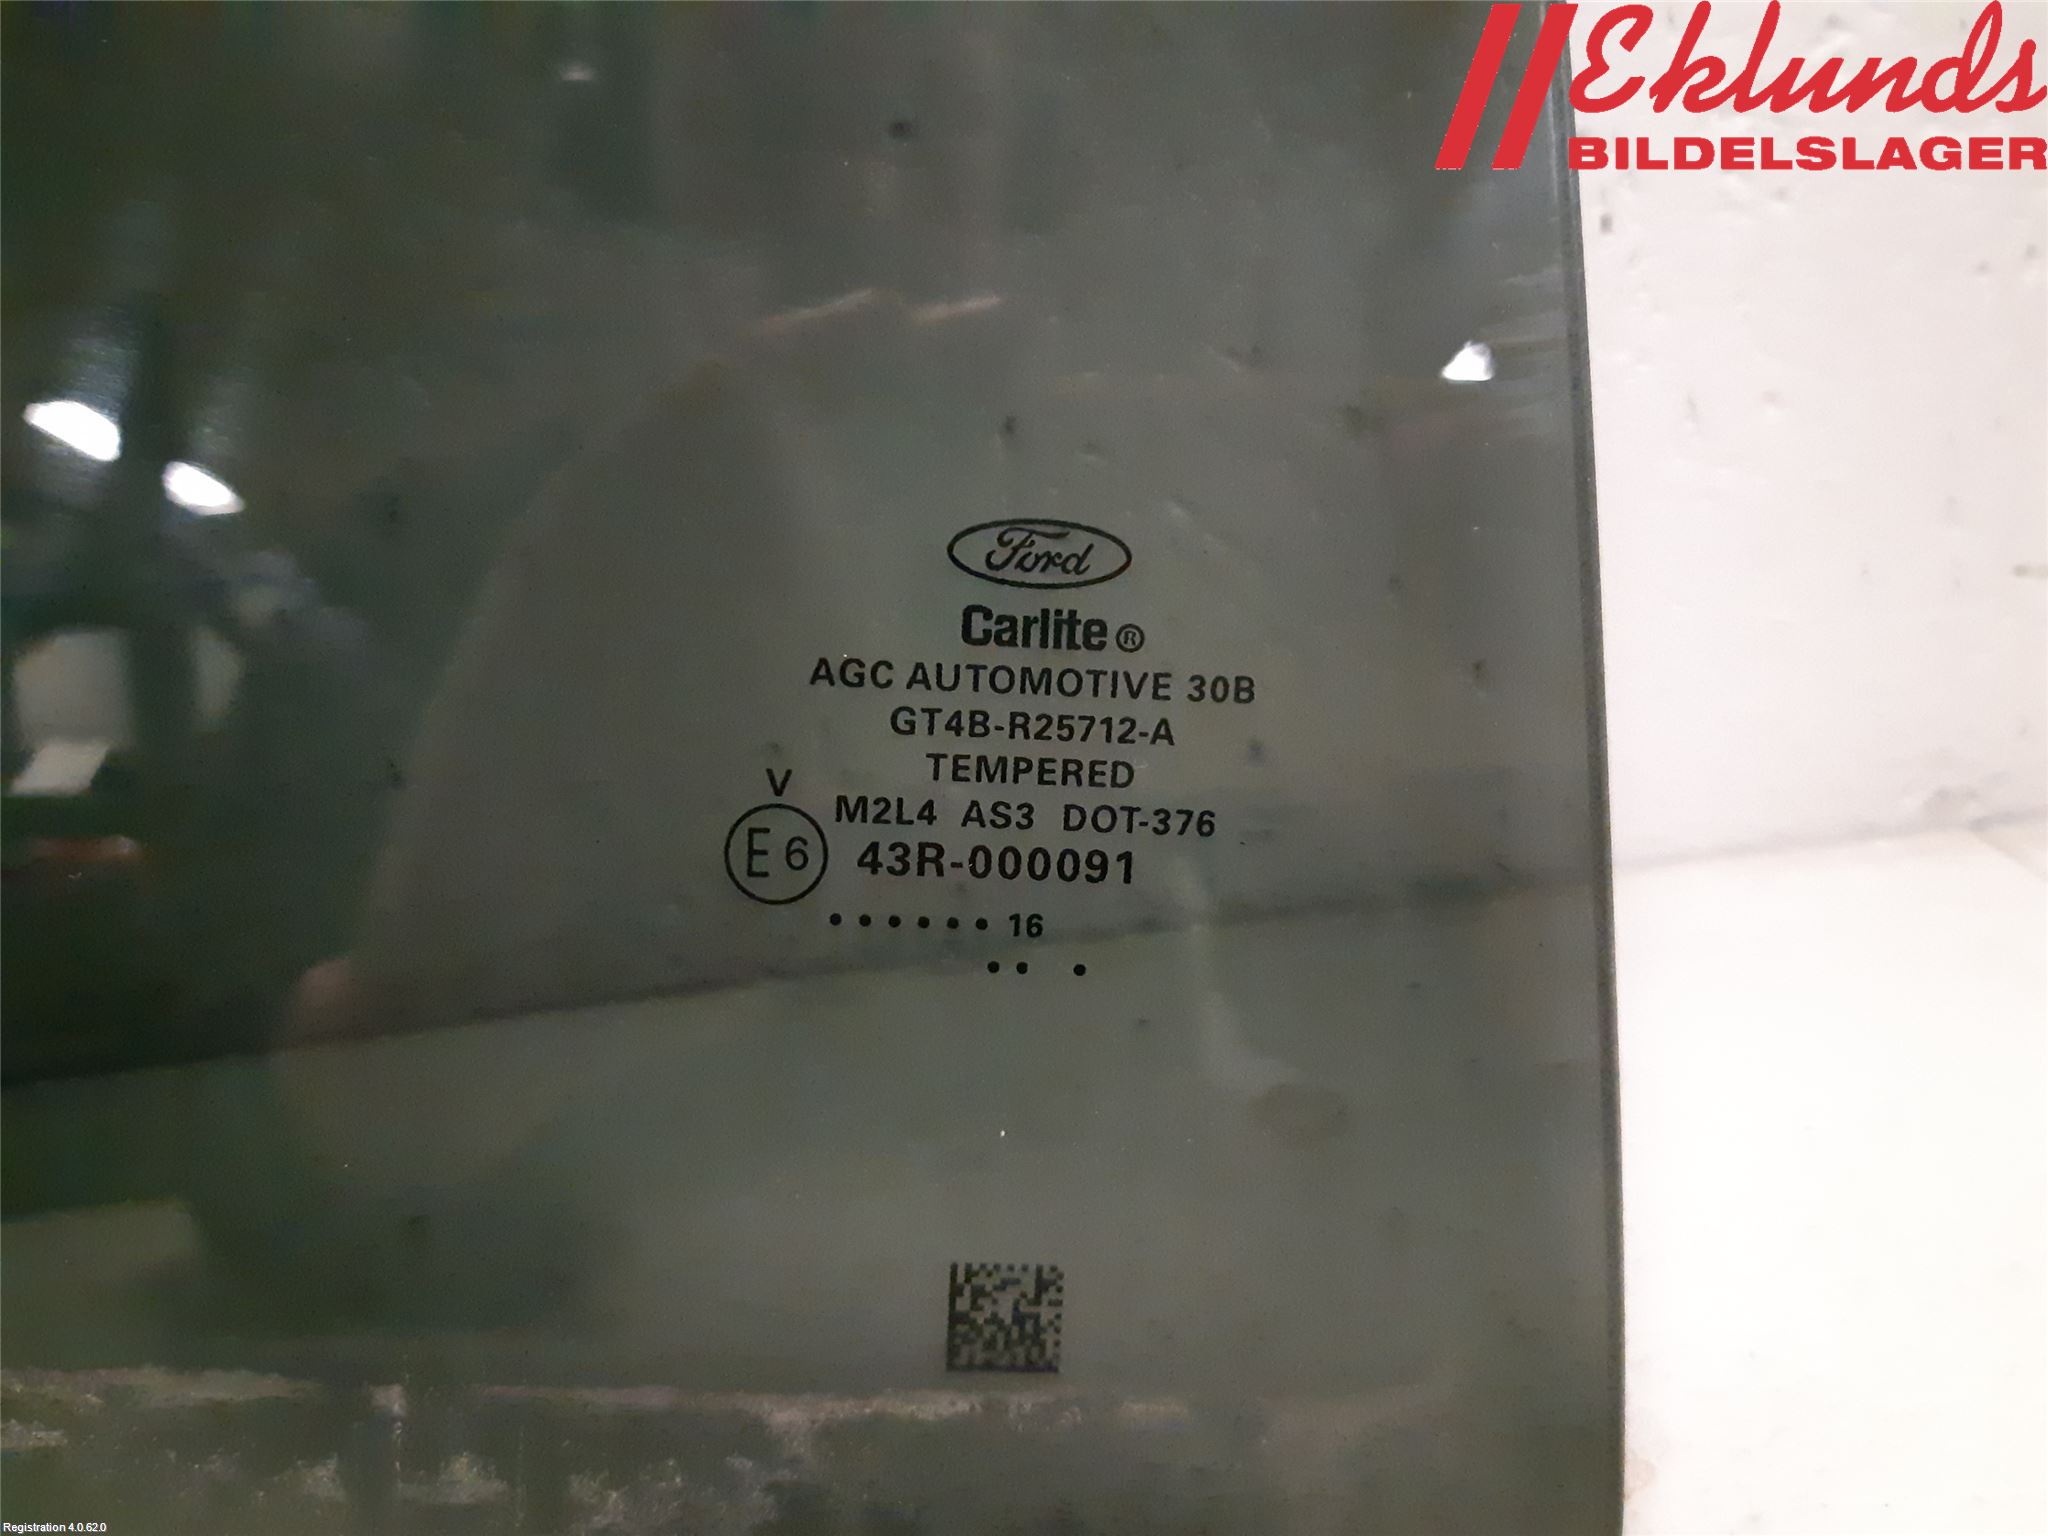 Eklunds
BILDELSLAGER
Ford
Carlite®
AGC AUTOMOTIVE 30B
GT4B-R25712-A
TEMPERED
V
M2L4 AS3 DOT-376
E6 43R-000091
• • • • • • 16
• • •
Registration 4.0.62.0